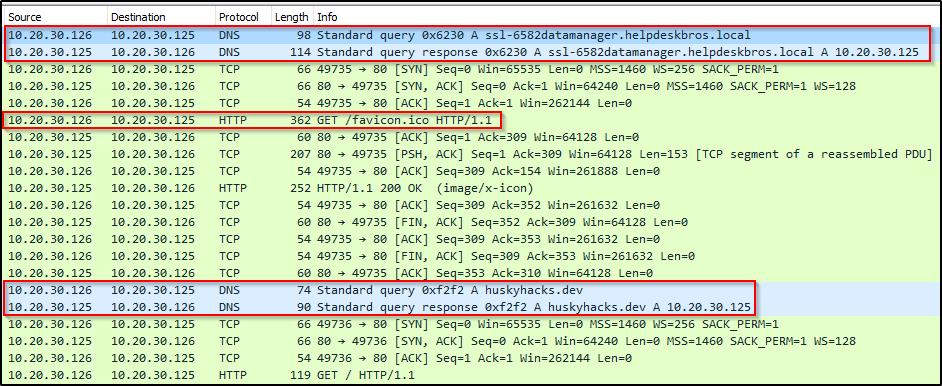 Source Destination Protocol Length Info
10.20.30.126 10.20.30.125 DNS 98 Standard query 0x6230 A ssl-6582datamanager.helpdeskbros.local
10.20.30.125 10.20.30.126 DNS 114 Standard query response 0x6230 A ssl-6582datamanager.helpdeskbros.local A 10.20.30.125
10.20.30.126 10.20.30.125 TCP 66 49735 → 80 [SYN] Seq=0 Win=65535 Len=0 MSS=1460 WS=256 SACK_PERM=1
10.20.30.125 10.20.30.126 TCP 66 80 → 49735 [SYN, ACK] Seq=0 Ack=1 Win=64240 Len=0 MSS=1460 SACK_PERM=1 WS=128
10.20.30.126 10.20.30.125 TCP 54 49735 → 80 [ACK] Seq=1 Ack=1 Win=262144 Len=0
10.20.30.126 10.20.30.125 HTTP 362 GET /favicon.ico HTTP/1.1
10.20.30.125 10.20.30.126 TCP 60 80 → 49735 [ACK] Seq=1 Ack=309 Win=64128 Len=0
10.20.30.125 10.20.30.126 TCP 207 80 → 49735 [PSH, ACK] Seq=1 Ack=309 Win=64128 Len=153 [TCP segment of a reassembled PDU]
10.20.30.126 10.20.30.125 TCP 54 49735 → 80 [ACK] Seq=309 Ack=154 Win=261888 Len=0
10.20.30.125 10.20.30.126 HTTP 252 HTTP/1.1 200 OK (image/x-icon)
10.20.30.126 10.20.30.125 TCP 54 49735 → 80 [ACK] Seq=309 Ack=352 Win=261632 Len=0
10.20.30.125 10.20.30.126 TCP 60 80 → 49735 [FIN, ACK] Seq=352 Ack=309 Win=64128 Len=0
10.20.30.126 10.20.30.125 TCP 54 49735 → 80 [ACK] Seq=309 Ack=353 Win=261632 Len=0
10.20.30.126 10.20.30.125 TCP 54 49735 → 80 [FIN, ACK] Seq=309 Ack=353 Win=261632 Len=0
10.20.30.125 10.20.30.126 TCP 60 80 → 49735 [ACK] Seq=353 Ack=310 Win=64128 Len=0
10.20.30.126 10.20.30.125 DNS 74 Standard query 0xf2f2 A huskyhacks.dev
10.20.30.125 10.20.30.126 DNS 90 Standard query response 0xf2f2 A huskyhacks.dev A 10.20.30.125
10.20.30.126 10.20.30.125 TCP 66 49736 → 80 [SYN] Seq=0 Win=65535 Len=0 MSS=1460 WS=256 SACK_PERM=1
10.20.30.125 10.20.30.126 TCP 66 80 → 49736 [SYN, ACK] Seq=0 Ack=1 Win=64240 Len=0 MSS=1460 SACK_PERM=1 WS=128
10.20.30.126 10.20.30.125 TCP 54 49736 → 80 [ACK] Seq=1 Ack=1 Win=262144 Len=0
10.20.30.126 10.20.30.125 HTTP 119 GET / HTTP/1.1